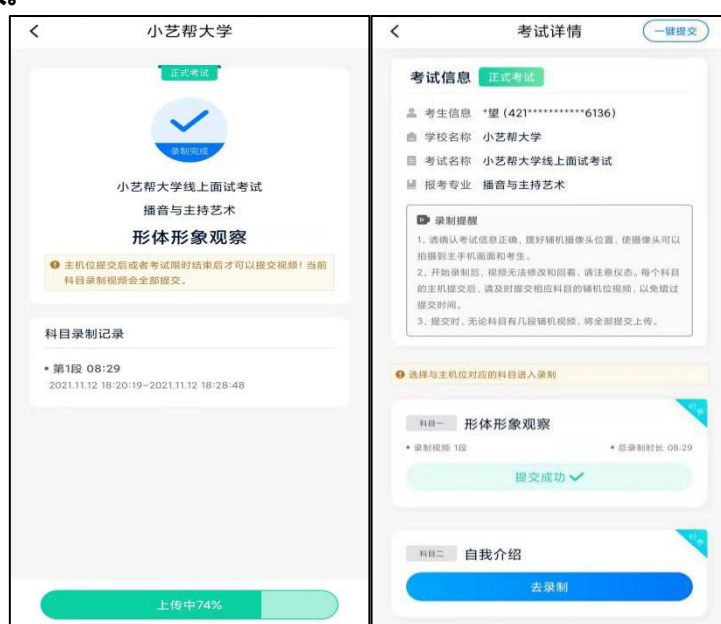 小艺帮大学
正式考试
录制完成
小艺帮大学线上面试考试
播音与主持艺术
形体形象观察
主机位提交后或者考试限时结束后才可以提交视频！当前
科目录制视频会全部提交。
科目录制记录
• 第1段 08:29
2021.11.12 18:20:19-2021.11.12 18:28:48
上传中74%
考试详情
一键提交
考试信息 正式考试
考生信息 *望 (421***********6136)
学校名称 小艺帮大学
考试名称 小艺帮大学线上面试考试
报考专业 播音与主持艺术
录制提醒
1、请确认考试信息正确，摆好辅机摄像头位置，使摄像头可以
拍摄到主手机画面和考生。
2、开始录制后，视频无法修改和回看，请注意仪态。每个科目
的主机提交后，请及时提交相应科目的辅机位视频，以免错过
提交时间。
3、提交时，无论科目有几段辅机视频，将全部提交上传。
选择与主机位对应的科目进入录制
必考
科目一 形体形象观察
• 录制视频 1段 • 总录制时长 08:29
提交成功
必考
科目二 自我介绍
去录制